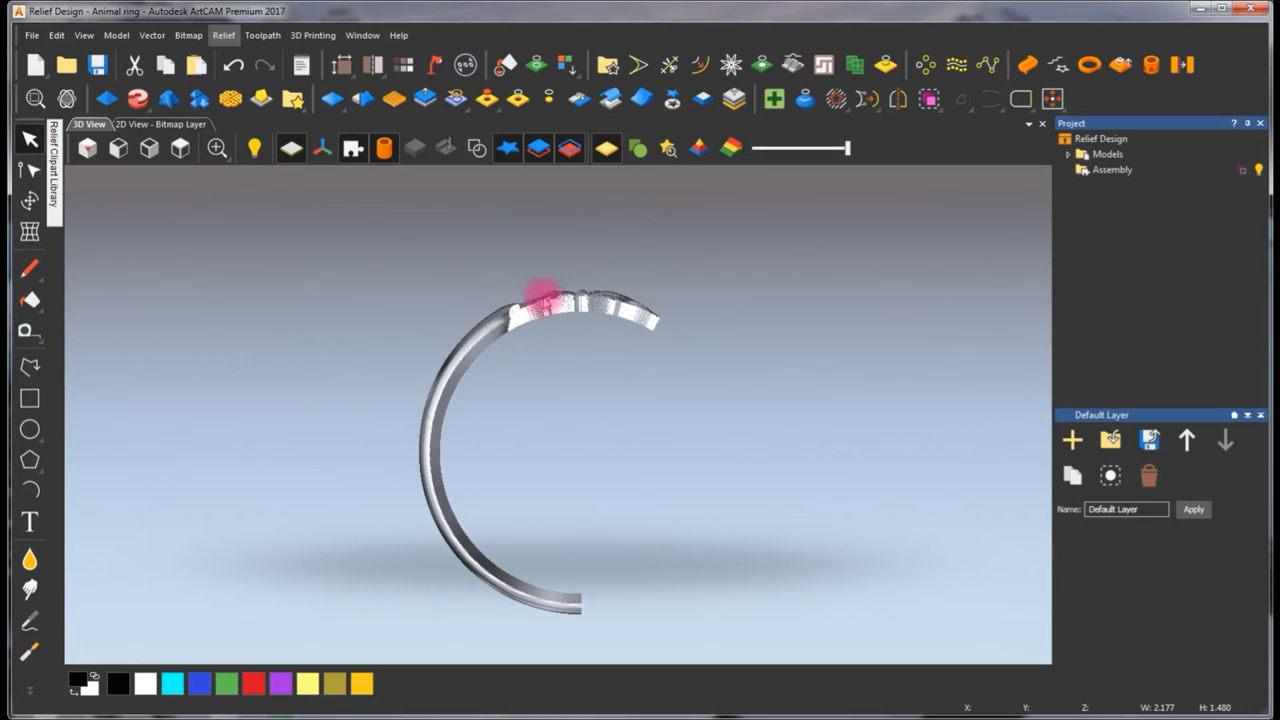 Relief Design - Animal ring - Autodesk ArtCAM Premium 2017
File Edit View Model Vector Bitmap Relief Toolpath 3D Printing Window Help
3D View 2D View - Bitmap Layer
Relief Clipart Library
Project
Relief Design
Models
Assembly
Default Layer
Name: Default Layer Apply
X: Y: Z: W: 2.177 H: 1.480